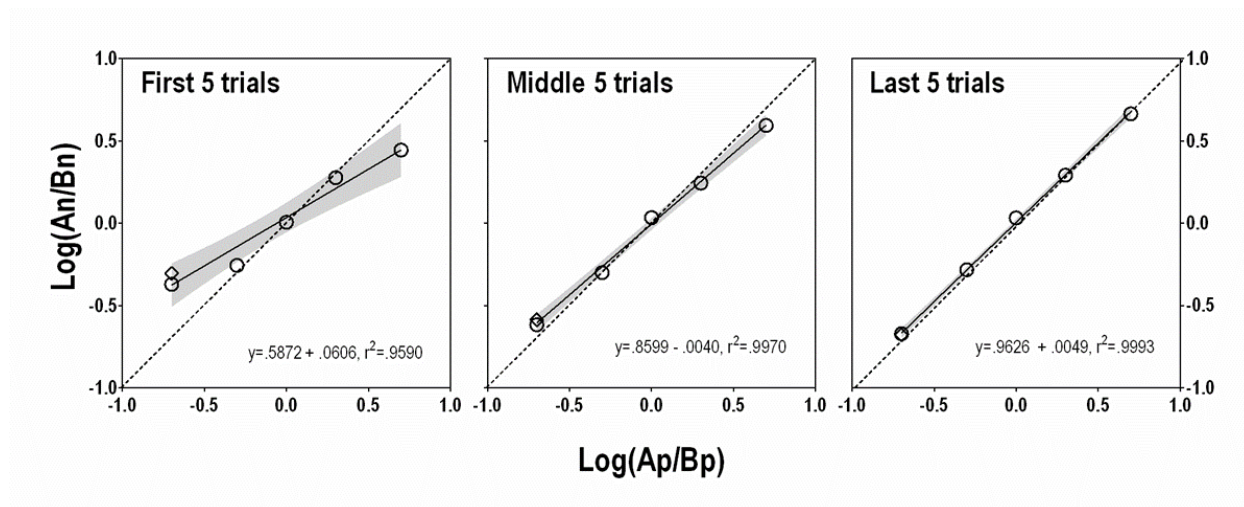 First 5 trials
Middle 5 trials
Last 5 trials
Log(An/Bn)
1.0
0.5
0.0
-0.5
-1.0
1.0
0.5
0.0
-0.5
-1.0
y=.5872 + .0606, r²=.9590
y=.8599 - .0040, r²=.9970
y=.9626 + .0049, r²=.9993
-1.0 -0.5 0.0 0.5 1.0
-1.0 -0.5 0.0 0.5 1.0
-1.0 -0.5 0.0 0.5 1.0
Log(Ap/Bp)